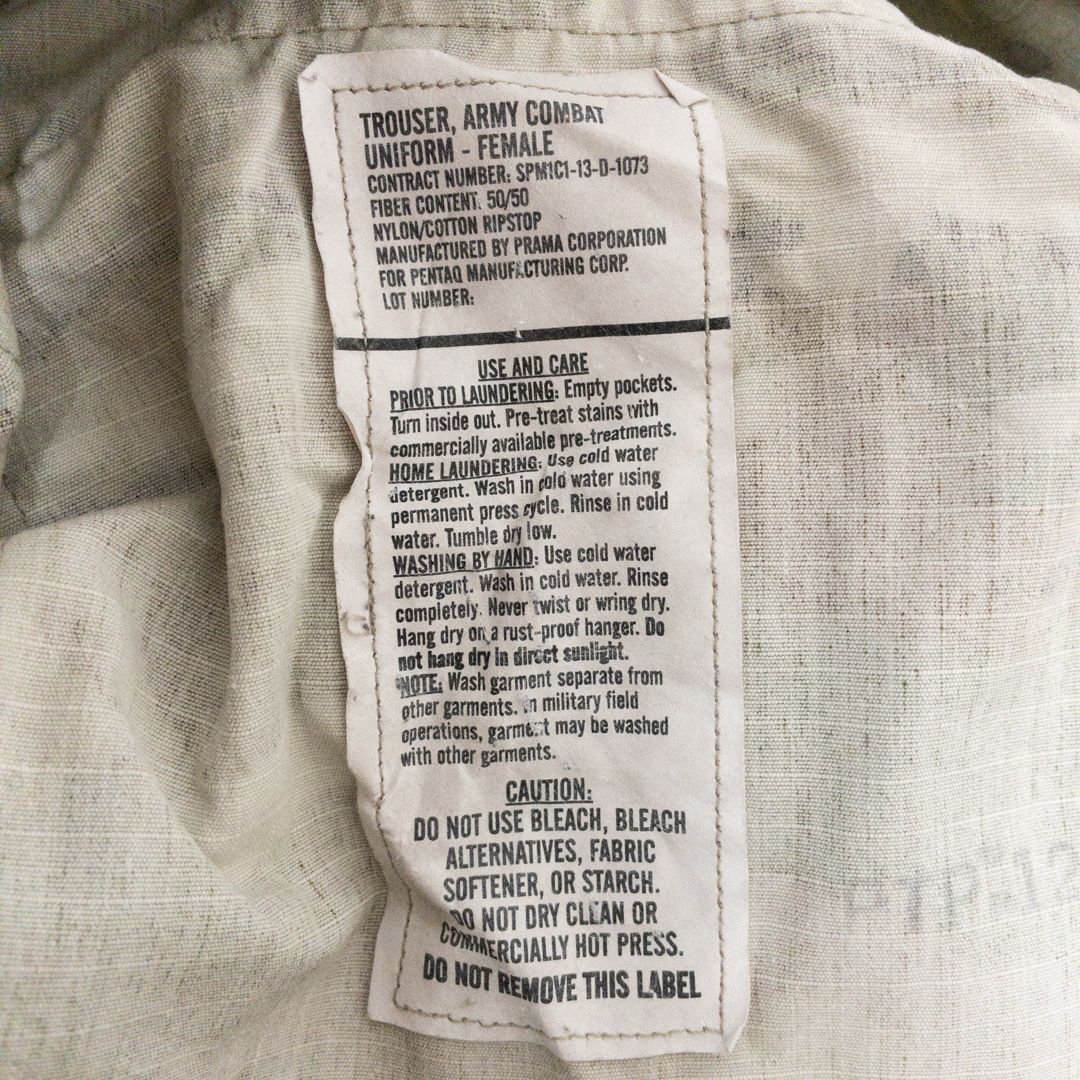 TROUSER, ARMY COMBAT
UNIFORM - FEMALE
CONTRACT NUMBER: SPM1C1-13-D-1073
FIBER CONTENT: 50/50
NYLON/COTTON RIPSTOP
MANUFACTURED BY PRAMA CORPORATION
FOR PENTAQ MANUFACTURING CORP.
LOT NUMBER:
USE AND CARE
PRIOR TO LAUNDERING: Empty pockets.
Turn inside out. Pre-treat stains with
commercially available pre-treatments.
HOME LAUNDERING: Use cold water
detergent. Wash in cold water using
permanent press cycle. Rinse in cold
water. Tumble dry low.
WASHING BY HAND: Use cold water
detergent. Wash in cold water. Rinse
completely. Never twist or wring dry.
Hang dry on a rust-proof hanger. Do
not hang dry in direct sunlight.
NOTE: Wash garment separate from
other garments. In military field
operations, garment may be washed
with other garments.
CAUTION:
DO NOT USE BLEACH, BLEACH
ALTERNATIVES, FABRIC
SOFTENER, OR STARCH.
DO NOT DRY CLEAN OR
COMMERCIALLY HOT PRESS.
DO NOT REMOVE THIS LABEL